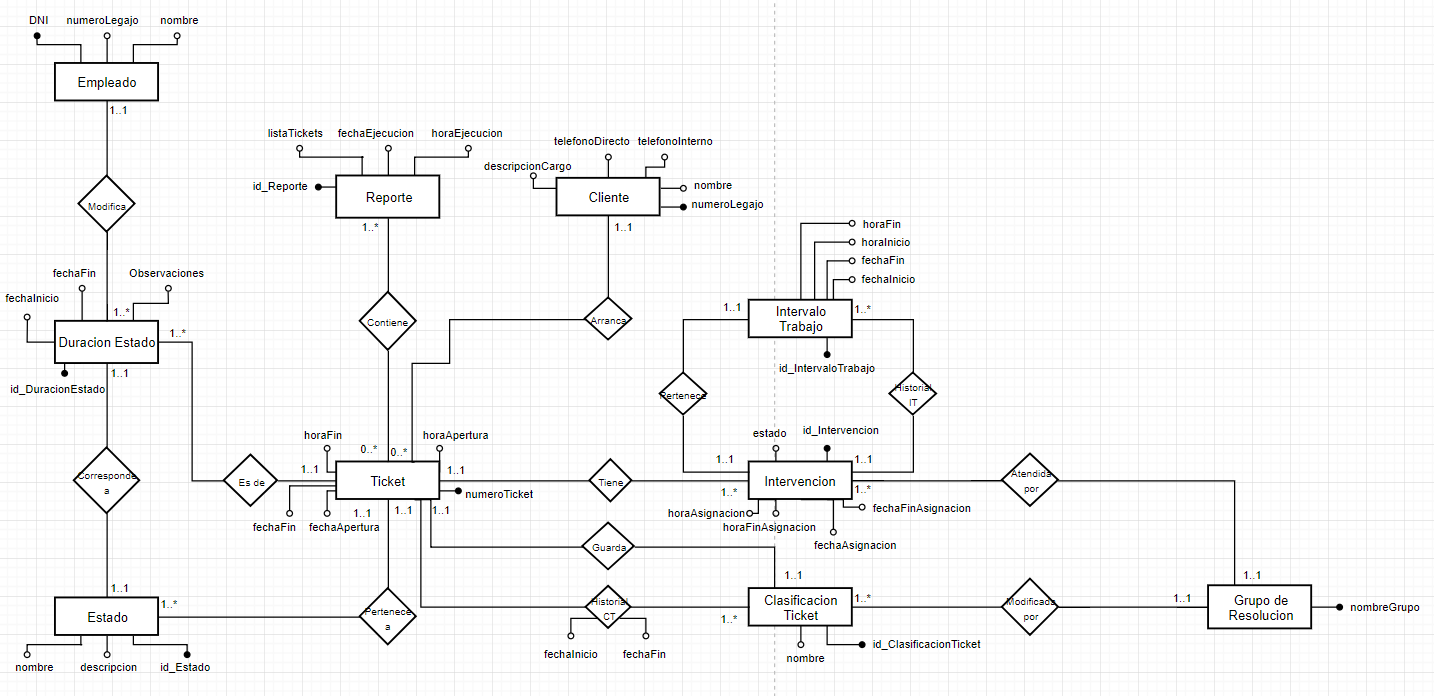 DNI
numeroLegajo
nombre
Empleado
1..1
Modifica
listaTickets
fechaEjecucion
horaEjecucion
id_Reporte
Reporte
1..*
telefonoDirecto
telefonoInterno
descripcionCargo
nombre
Cliente
numeroLegajo
1..1
fechaFin
Observaciones
fechaInicio
1..*
Duracion Estado
1..*
id_DuracionEstado
1..1
Contiene
Arranca
horaFin
horaInicio
fechaFin
fechaInicio
1..1
Intervalo
Trabajo
1..*
id_IntervaloTrabajo
Pertenece
Historial
IT
horaFin
0..*
0..*
horaApertura
1..1
Ticket
1..1
numeroTicket
fechaFin
fechaApertura
1..1
1..1
1..1
Corresponde
a
Es de
Tiene
estado
id_Intervencion
1..1
1..1
Intervencion
1..*
1..*
horaAsignacion
horaFinAsignacion
fechaFinAsignacion
fechaAsignacion
Atendida
por
Guarda
1..1
1..1
1..1
Estado
1..*
nombre
descripcion
id_Estado
Pertenece
a
Historial
CT
fechaInicio
fechaFin
1..*
Clasificacion
Ticket
1..*
nombre
id_ClasificacionTicket
Modificada
por
1..1
Grupo de
Resolucion
nombreGrupo